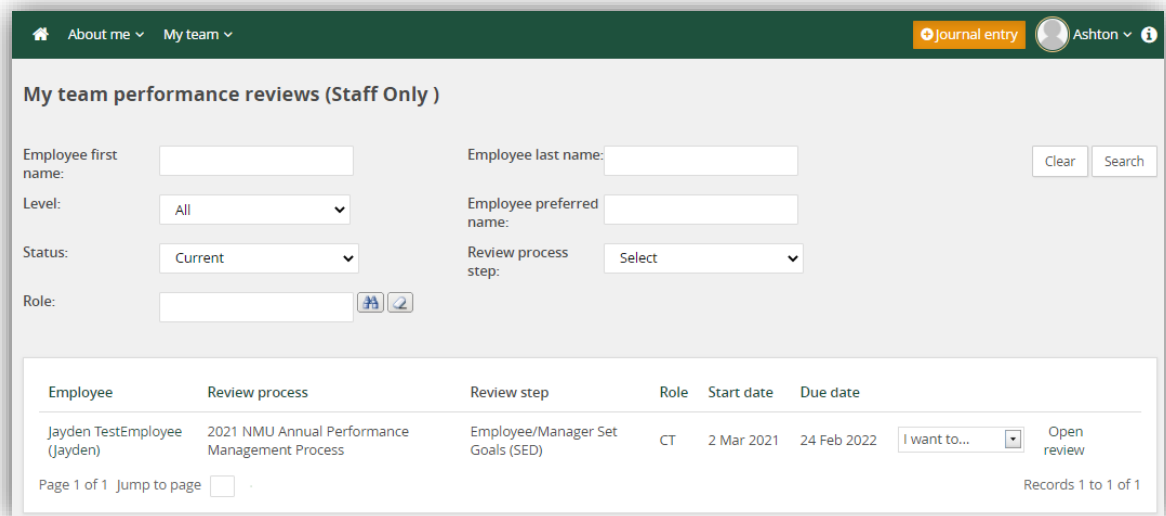 About me My team Journal entry Ashton
My team performance reviews (Staff Only )
Employee first
name:
Employee last name:
Clear Search
Level:
All
Employee preferred
name:
Status:
Current
Review process
step:
Select
Role:
Employee Review process Review step Role Start date Due date
Jayden TestEmployee 2021 NMU Annual Performance Employee/Manager Set
(Jayden) Management Process Goals (SED)
CT 2 Mar 2021 24 Feb 2022 I want to... Open
review
Page 1 of 1 Jump to page Records 1 to 1 of 1